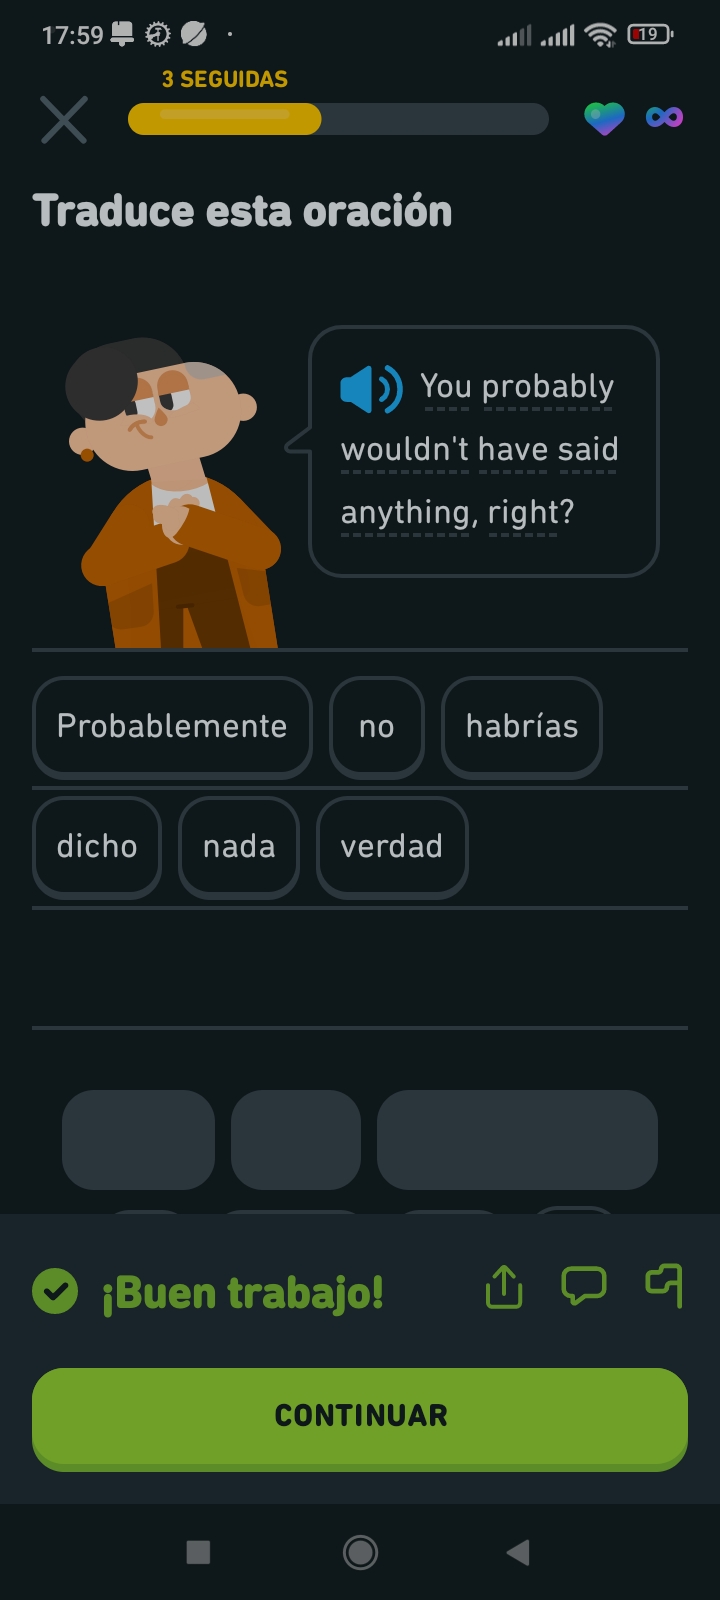 17:59
19
3 SEGUIDAS
Traduce esta oración
You probably
wouldn't have said
anything, right?
Probablemente no habrías
dicho nada verdad
¡Buen trabajo!
CONTINUAR